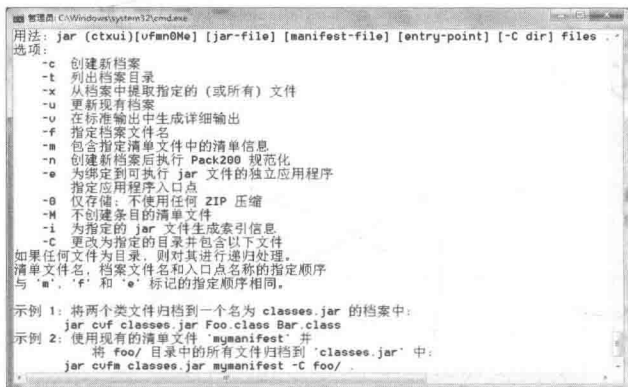 管理员: C:\Windows\system32\cmd.exe
用法: jar {ctxui}[vfmn0Me] [jar-file] [manifest-file] [entry-point] [-C dir] files ..
选项:
-c 创建新档案
-t 列出档案目录
-x 从档案中提取指定的 (或所有) 文件
-u 更新现有档案
-v 在标准输出中生成详细输出
-f 指定档案文件名
-m 包含指定清单文件中的清单信息
-n 创建新档案后执行 Pack200 规范化
-e 为绑定到可执行 jar 文件的独立应用程序
指定应用程序入口点
-0 仅存储; 不使用任何 ZIP 压缩
-M 不创建条目的清单文件
-i 为指定的 jar 文件生成索引信息
-C 更改为指定的目录并包含以下文件
如果任何文件为目录, 则对其进行递归处理。
清单文件名, 档案文件名和入口点名称的指定顺序
与 'm', 'f' 和 'e' 标记的指定顺序相同。
示例 1: 将两个类文件归档到一个名为 classes.jar 的档案中:
jar cvf classes.jar Foo.class Bar.class
示例 2: 使用现有的清单文件 'mymanifest' 并
将 foo/ 目录中的所有文件归档到 'classes.jar' 中:
jar cvfm classes.jar mymanifest -C foo/ .